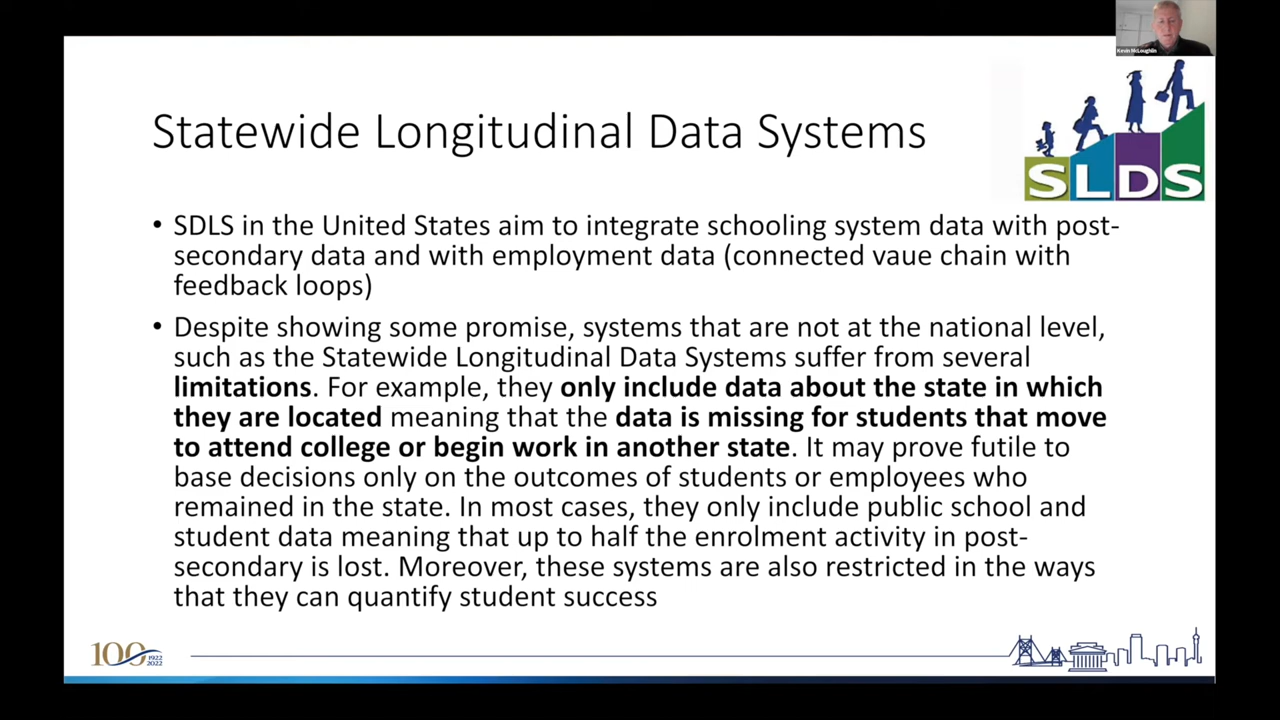 Kevin McLoughlin
Statewide Longitudinal Data Systems
SLDS
• SDLS in the United States aim to integrate schooling system data with post-
secondary data and with employment data (connected vaue chain with
feedback loops)
• Despite showing some promise, systems that are not at the national level,
such as the Statewide Longitudinal Data Systems suffer from several
limitations. For example, they only include data about the state in which
they are located meaning that the data is missing for students that move
to attend college or begin work in another state. It may prove futile to
base decisions only on the outcomes of students or employees who
remained in the state. In most cases, they only include public school and
student data meaning that up to half the enrolment activity in post-
secondary is lost. Moreover, these systems are also restricted in the ways
that they can quantify student success
100 1922
2022